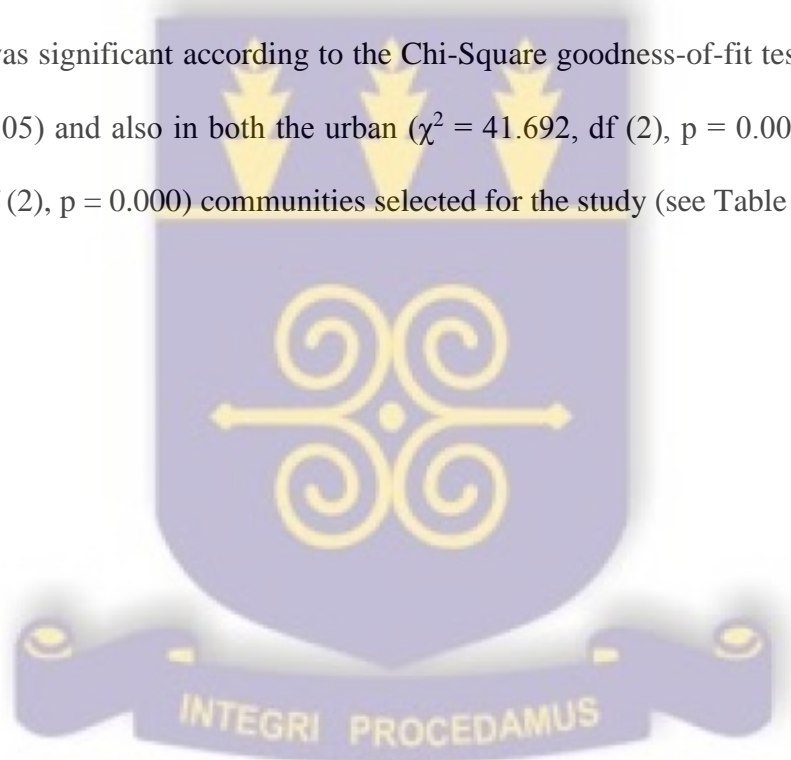 was significant according to the Chi-Square goodness-of-fit tes
05) and also in both the urban (χ² = 41.692, df (2), p = 0.00
(2), p = 0.000) communities selected for the study (see Table
INTEGRI PROCEDAMUS